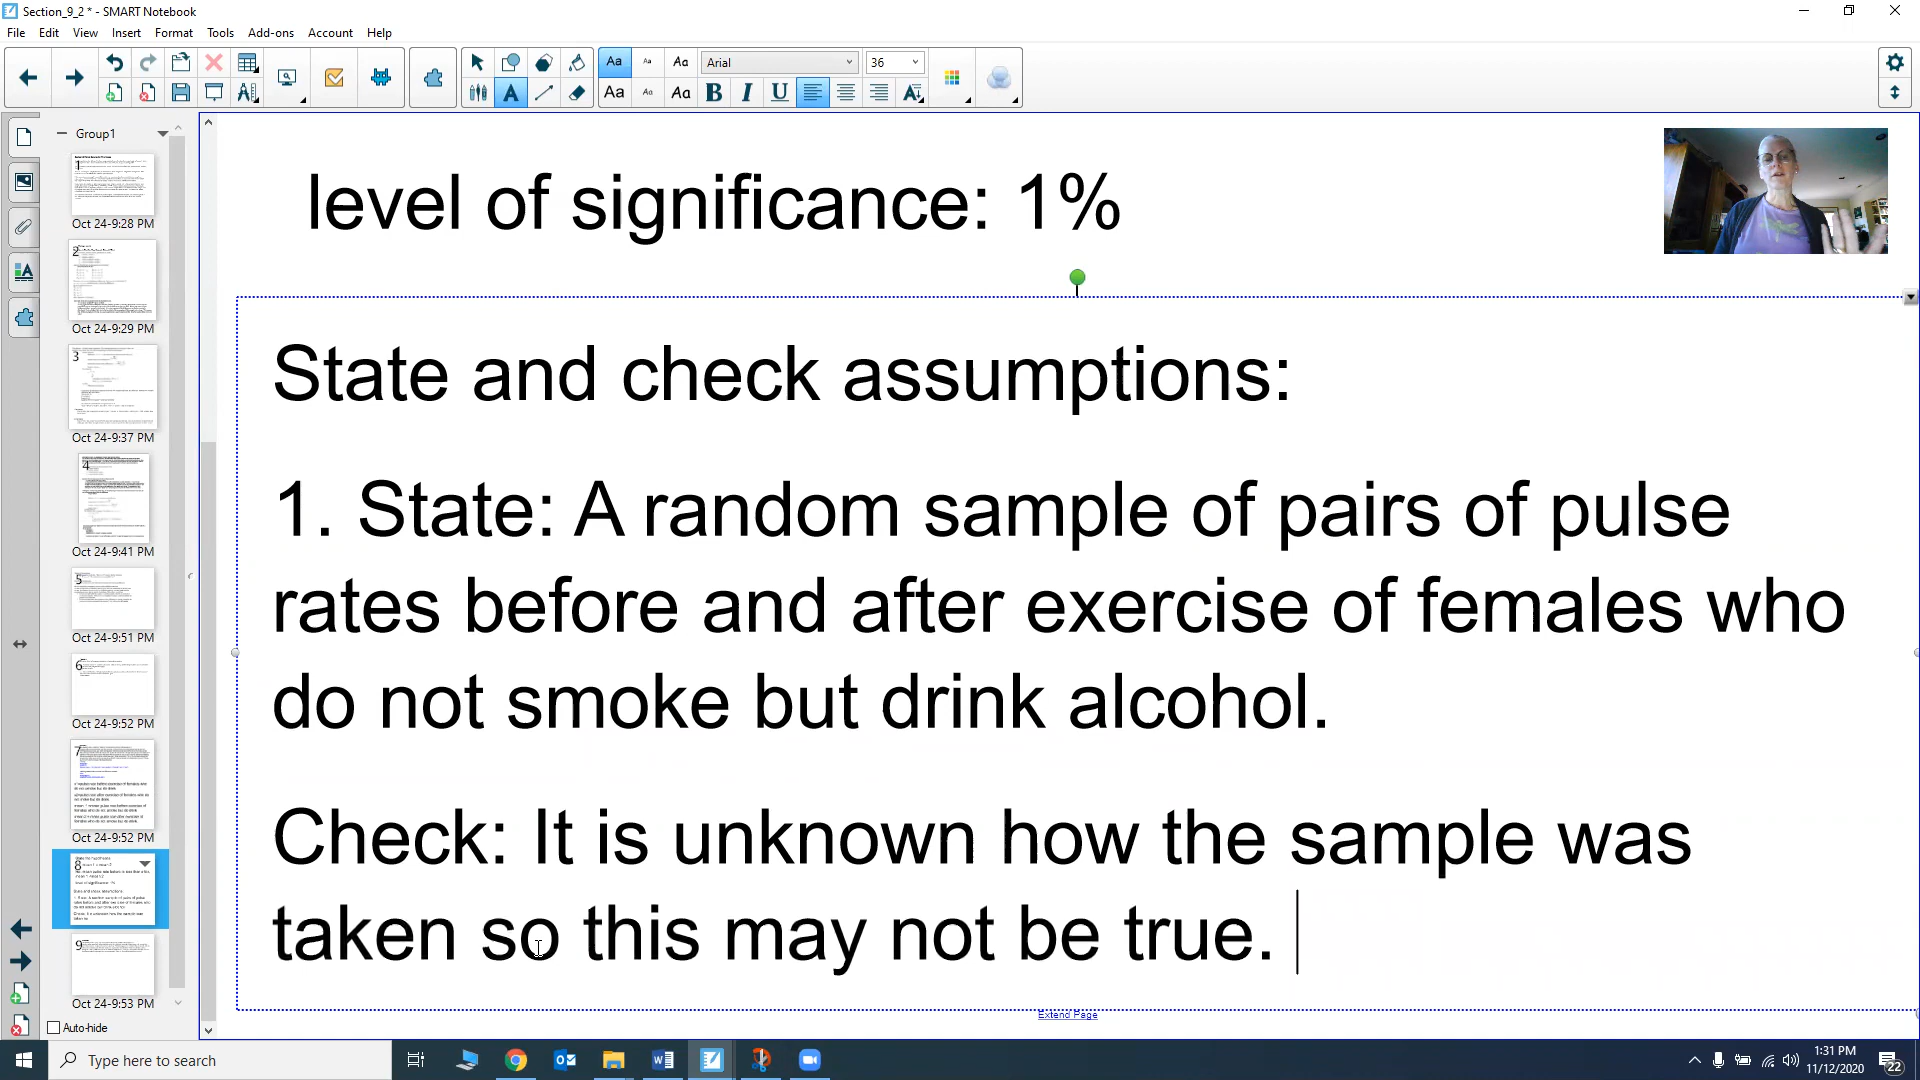 Section_9_2 * - SMART Notebook
File Edit View Insert Format Tools Add-ons Account Help
Arial 36
Group1
Oct 24-9:28 PM
Oct 24-9:29 PM
Oct 24-9:37 PM
Oct 24-9:41 PM
Oct 24-9:51 PM
Oct 24-9:52 PM
Oct 24-9:52 PM
Oct 24-9:53 PM
Auto-hide
level of significance: 1%
State and check assumptions:
1. State: A random sample of pairs of pulse
rates before and after exercise of females who
do not smoke but drink alcohol.
Check: It is unknown how the sample was
taken so this may not be true.
Extend Page
Type here to search
1:31 PM
11/12/2020
22